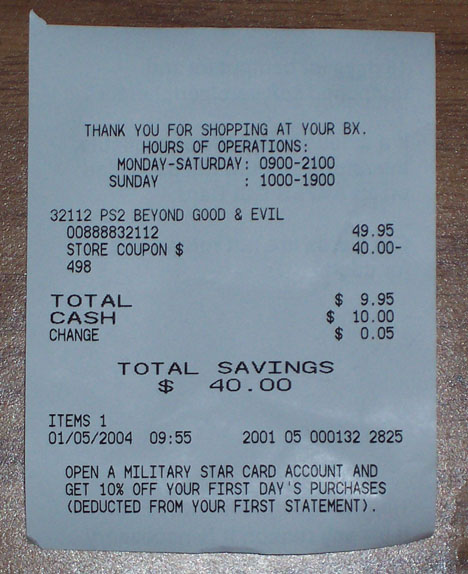 THANK YOU FOR SHOPPING AT YOUR BX.
HOURS OF OPERATIONS:
MONDAY-SATURDAY: 0900-2100
SUNDAY : 1000-1900
32112 PS2 BEYOND GOOD & EVIL
00888832112 49.95
STORE COUPON $ 40.00-
498
TOTAL $ 9.95
CASH $ 10.00
CHANGE $ 0.05
TOTAL SAVINGS
$ 40.00
ITEMS 1
01/05/2004 09:55 2001 05 000132 2825
OPEN A MILITARY STAR CARD ACCOUNT AND
GET 10% OFF YOUR FIRST DAY'S PURCHASES
(DEDUCTED FROM YOUR FIRST STATEMENT).